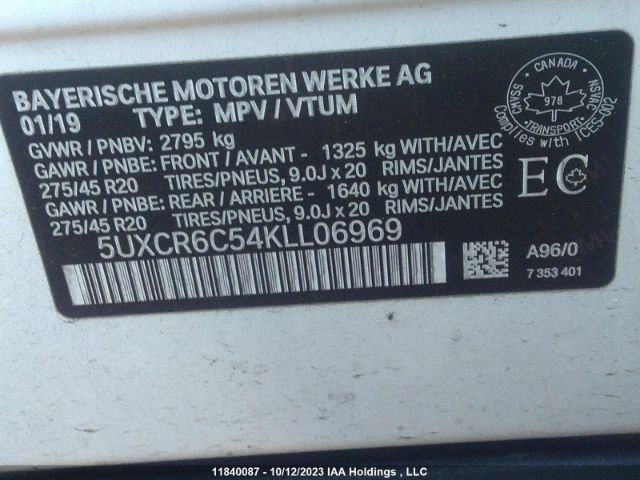 BAYERISCHE MOTOREN WERKE AG
01/19 TYPE: MPV / VTUM
GVWR / PNBV: 2795 kg
GAWR / PNBE: FRONT / AVANT - 1325 kg WITH/AVEC
275/45 R20 TIRES/PNEUS, 9.0J x 20 RIMS/JANTES
GAWR / PNBE: REAR / ARRIERE - 1640 kg WITH/AVEC
275/45 R20 TIRES/PNEUS, 9.0J x 20 RIMS/JANTES
5UXCR6C54KLL06969
CANADA
978
TRANSPORT
CMVSS NSVAC
Complies with ICES-002
EC
A96/0
7 353 401
11840087 - 10/12/2023 IAA Holdings , LLC